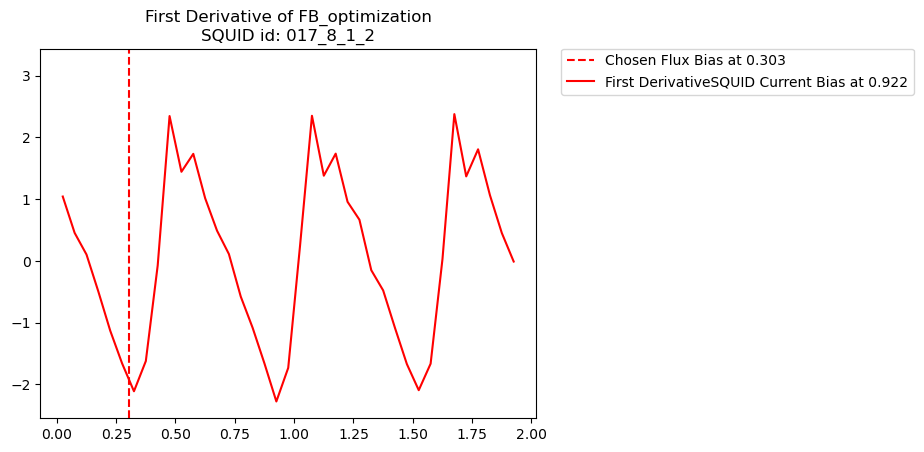 First Derivative of FB_optimization
SQUID id: 017_8_1_2
Chosen Flux Bias at 0.303
First DerivativeSQUID Current Bias at 0.922
3
2
1
0
−1
−2
0.00 0.25 0.50 0.75 1.00 1.25 1.50 1.75 2.00